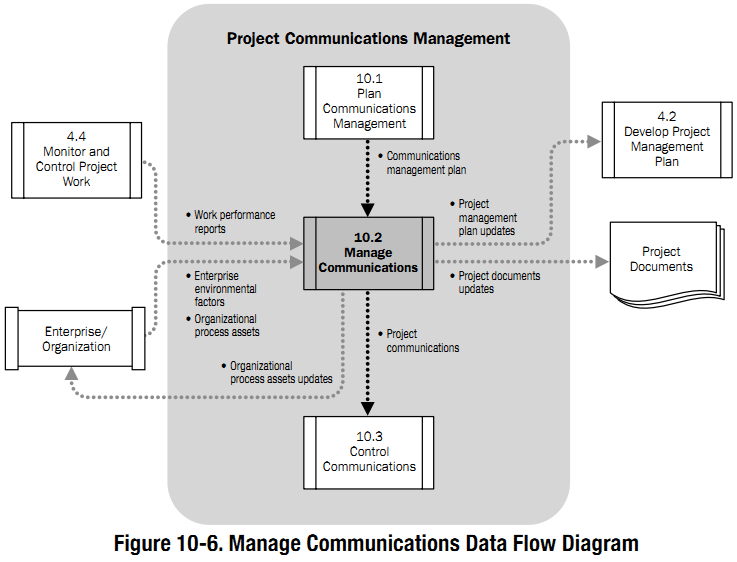 Project Communications Management
10.1
Plan
Communications
Management
4.4
Monitor and
Control Project
Work
4.2
Develop Project
Management
Plan
• Communications
management plan
• Work performance
reports
• Project
management
plan updates
10.2
Manage
Communications
Project
Documents
• Enterprise
environmental
factors
• Organizational
process assets
• Project documents
updates
Enterprise/
Organization
• Project
communications
• Organizational
process assets updates
10.3
Control
Communications
Figure 10-6. Manage Communications Data Flow Diagram